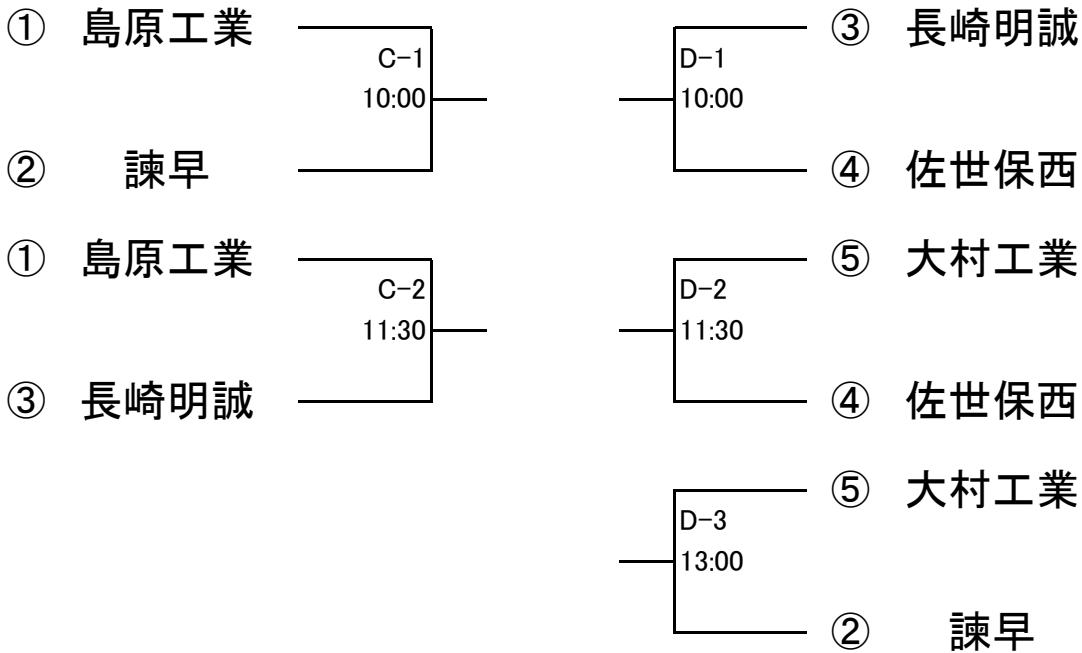 ① 島原工業
C-1
10:00
② 諫早
③ 長崎明誠
D-1
10:00
④ 佐世保西
① 島原工業
C-2
11:30
③ 長崎明誠
⑤ 大村工業
D-2
11:30
④ 佐世保西
⑤ 大村工業
D-3
13:00
② 諫早